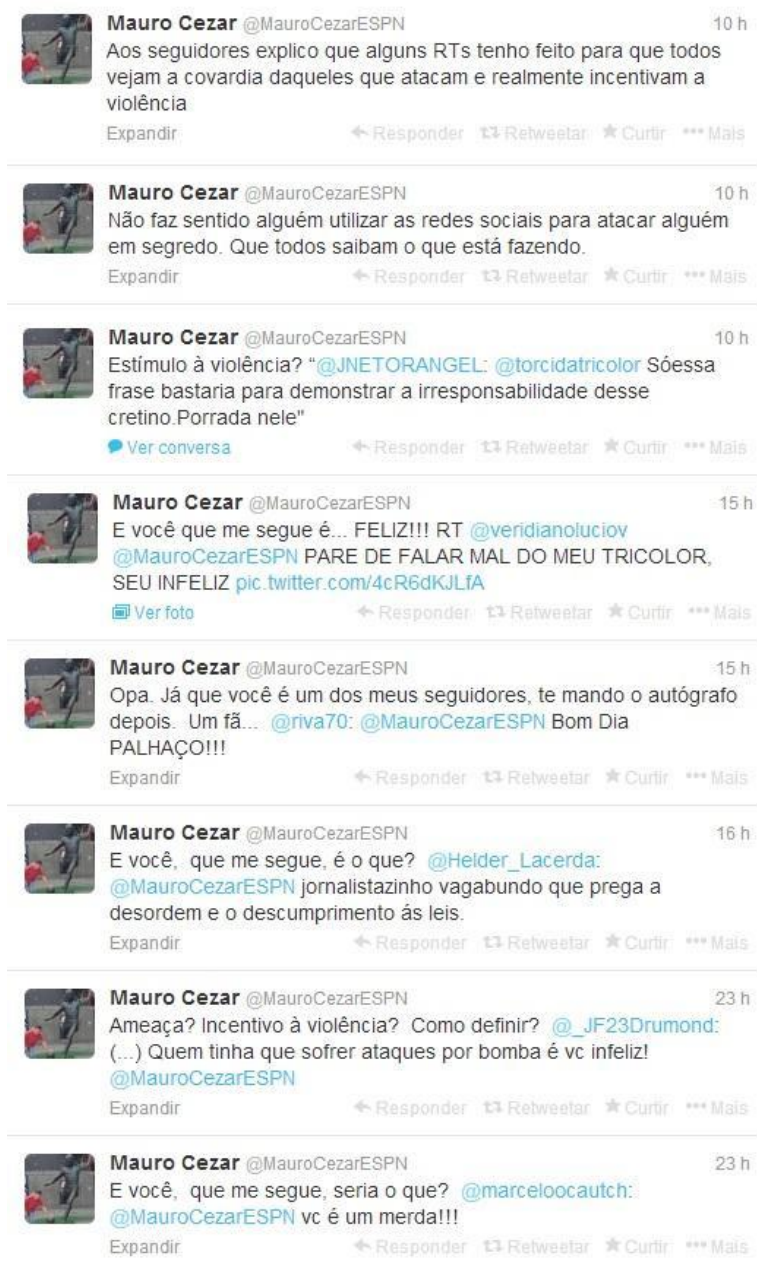 Mauro Cezar @MauroCezarESPN 10 h
Aos seguidores explico que alguns RTs tenho feito para que todos
vejam a covardia daqueles que atacam e realmente incentivam a
violência
Expandir Responder Retweetar Curtir Mais
Mauro Cezar @MauroCezarESPN 10 h
Não faz sentido alguém utilizar as redes sociais para atacar alguém
em segredo. Que todos saibam o que está fazendo.
Expandir Responder Retweetar Curtir Mais
Mauro Cezar @MauroCezarESPN 10 h
Estímulo à violência? “@JNETORANGEL: @torcidatricolor Sóessa
frase bastaria para demonstrar a irresponsabilidade desse
cretino.Porrada nele"
Ver conversa Responder Retweetar Curtir Mais
Mauro Cezar @MauroCezarESPN 15 h
E você que me segue é... FELIZ!!! RT @veridianoluciov
@MauroCezarESPN PARE DE FALAR MAL DO MEU TRICOLOR,
SEU INFELIZ pic.twitter.com/4cR6dKJLfA
Ver foto Responder Retweetar Curtir Mais
Mauro Cezar @MauroCezarESPN 15 h
Opa. Já que você é um dos meus seguidores, te mando o autógrafo
depois. Um fã... @riva70: @MauroCezarESPN Bom Dia
PALHAÇO!!!
Expandir Responder Retweetar Curtir Mais
Mauro Cezar @MauroCezarESPN 16 h
E você, que me segue, é o que? @Helder_Lacerda:
@MauroCezarESPN jornalistazinho vagabundo que prega a
desordem e o descumprimento ás leis.
Expandir Responder Retweetar Curtir Mais
Mauro Cezar @MauroCezarESPN 23 h
Ameaça? Incentivo à violência? Como definir? @_JF23Drumond:
(...) Quem tinha que sofrer ataques por bomba é vc infeliz!
@MauroCezarESPN
Expandir Responder Retweetar Curtir Mais
Mauro Cezar @MauroCezarESPN 23 h
E você, que me segue, seria o que? @marceloocautch:
@MauroCezarESPN vc é um merda!!!
Expandir Responder Retweetar Curtir Mais